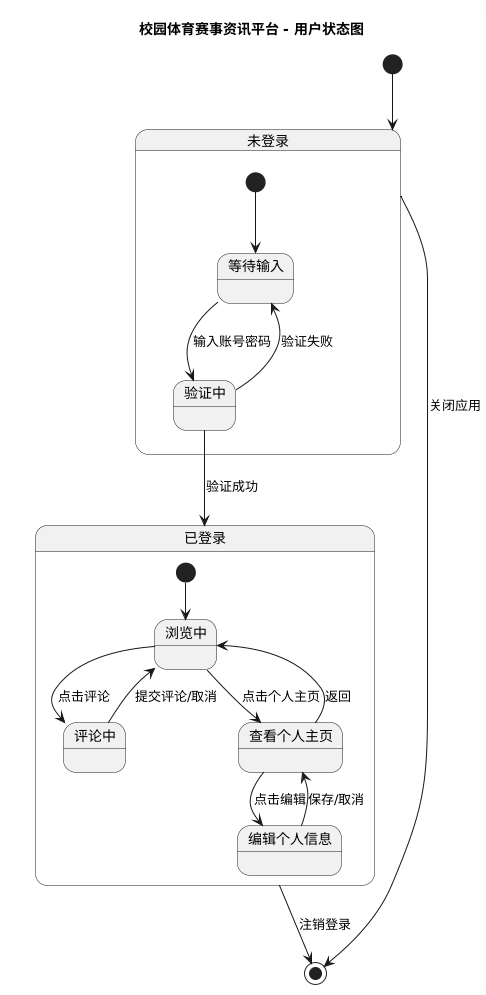 校园体育赛事资讯平台 - 用户状态图
未登录
等待输入
输入账号密码
验证失败
验证中
关闭应用
验证成功
已登录
浏览中
点击评论
提交评论/取消
点击个人主页
返回
评论中
查看个人主页
点击编辑
保存/取消
编辑个人信息
注销登录